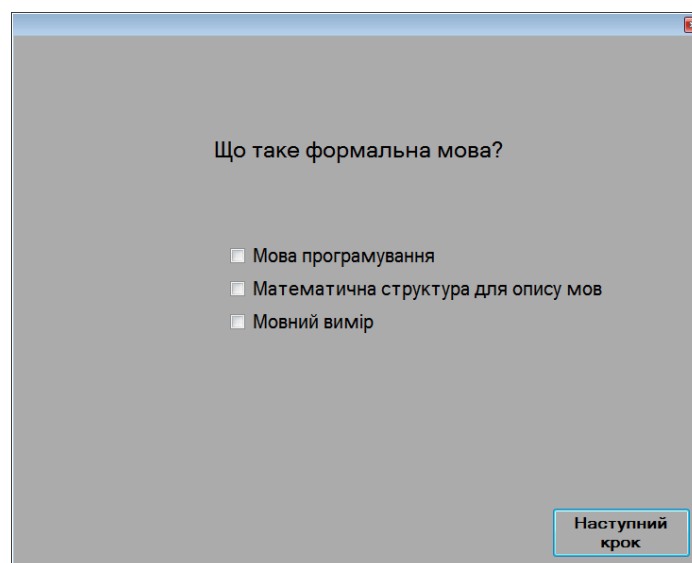 Що таке формальна мова?
Мова програмування
Математична структура для опису мов
Мовний вимір
Наступний
крок